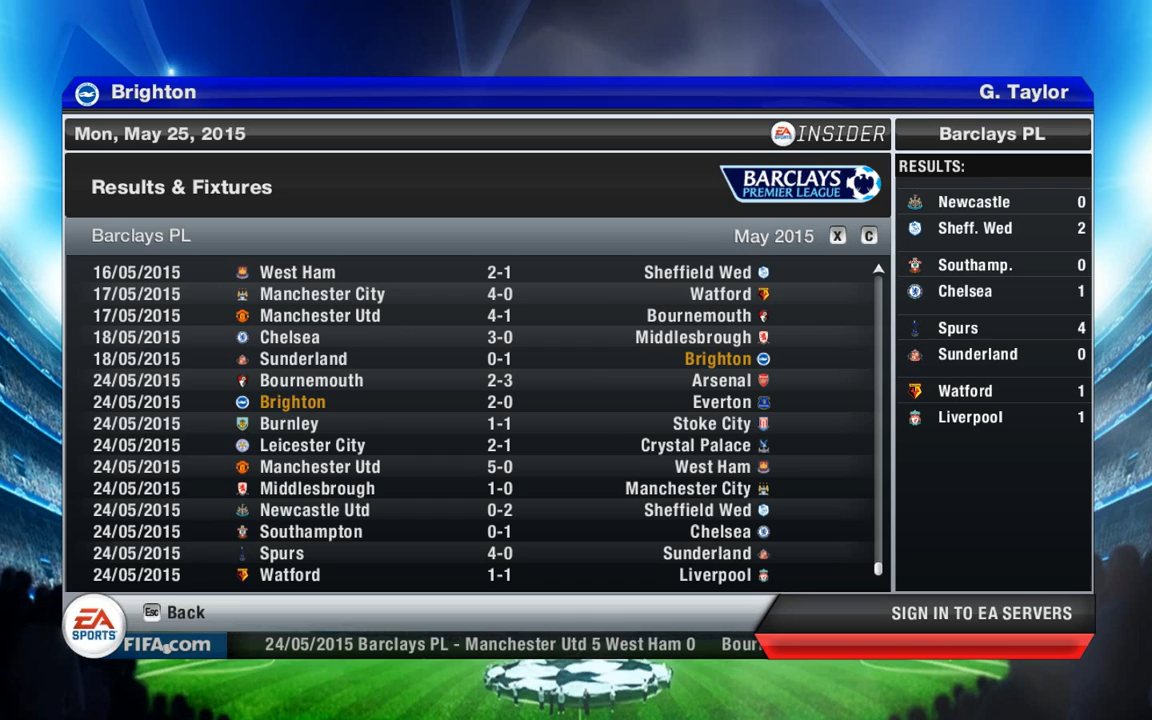 Brighton G. Taylor
Mon, May 25, 2015 EA SPORTS INSIDER Barclays PL
Results & Fixtures BARCLAYS PREMIER LEAGUE
Barclays PL May 2015 X C
16/05/2015 West Ham 2-1 Sheffield Wed
17/05/2015 Manchester City 4-0 Watford
17/05/2015 Manchester Utd 4-1 Bournemouth
18/05/2015 Chelsea 3-0 Middlesbrough
18/05/2015 Sunderland 0-1 Brighton
24/05/2015 Bournemouth 2-3 Arsenal
24/05/2015 Brighton 2-0 Everton
24/05/2015 Burnley 1-1 Stoke City
24/05/2015 Leicester City 2-1 Crystal Palace
24/05/2015 Manchester Utd 5-0 West Ham
24/05/2015 Middlesbrough 1-0 Manchester City
24/05/2015 Newcastle Utd 0-2 Sheffield Wed
24/05/2015 Southampton 0-1 Chelsea
24/05/2015 Spurs 4-0 Sunderland
24/05/2015 Watford 1-1 Liverpool
RESULTS:
Newcastle 0
Sheff. Wed 2
Southamp. 0
Chelsea 1
Spurs 4
Sunderland 0
Watford 1
Liverpool 1
Esc Back
SIGN IN TO EA SERVERS
EA SPORTS
FIFA.com 24/05/2015 Barclays PL - Manchester Utd 5 West Ham 0 Bour